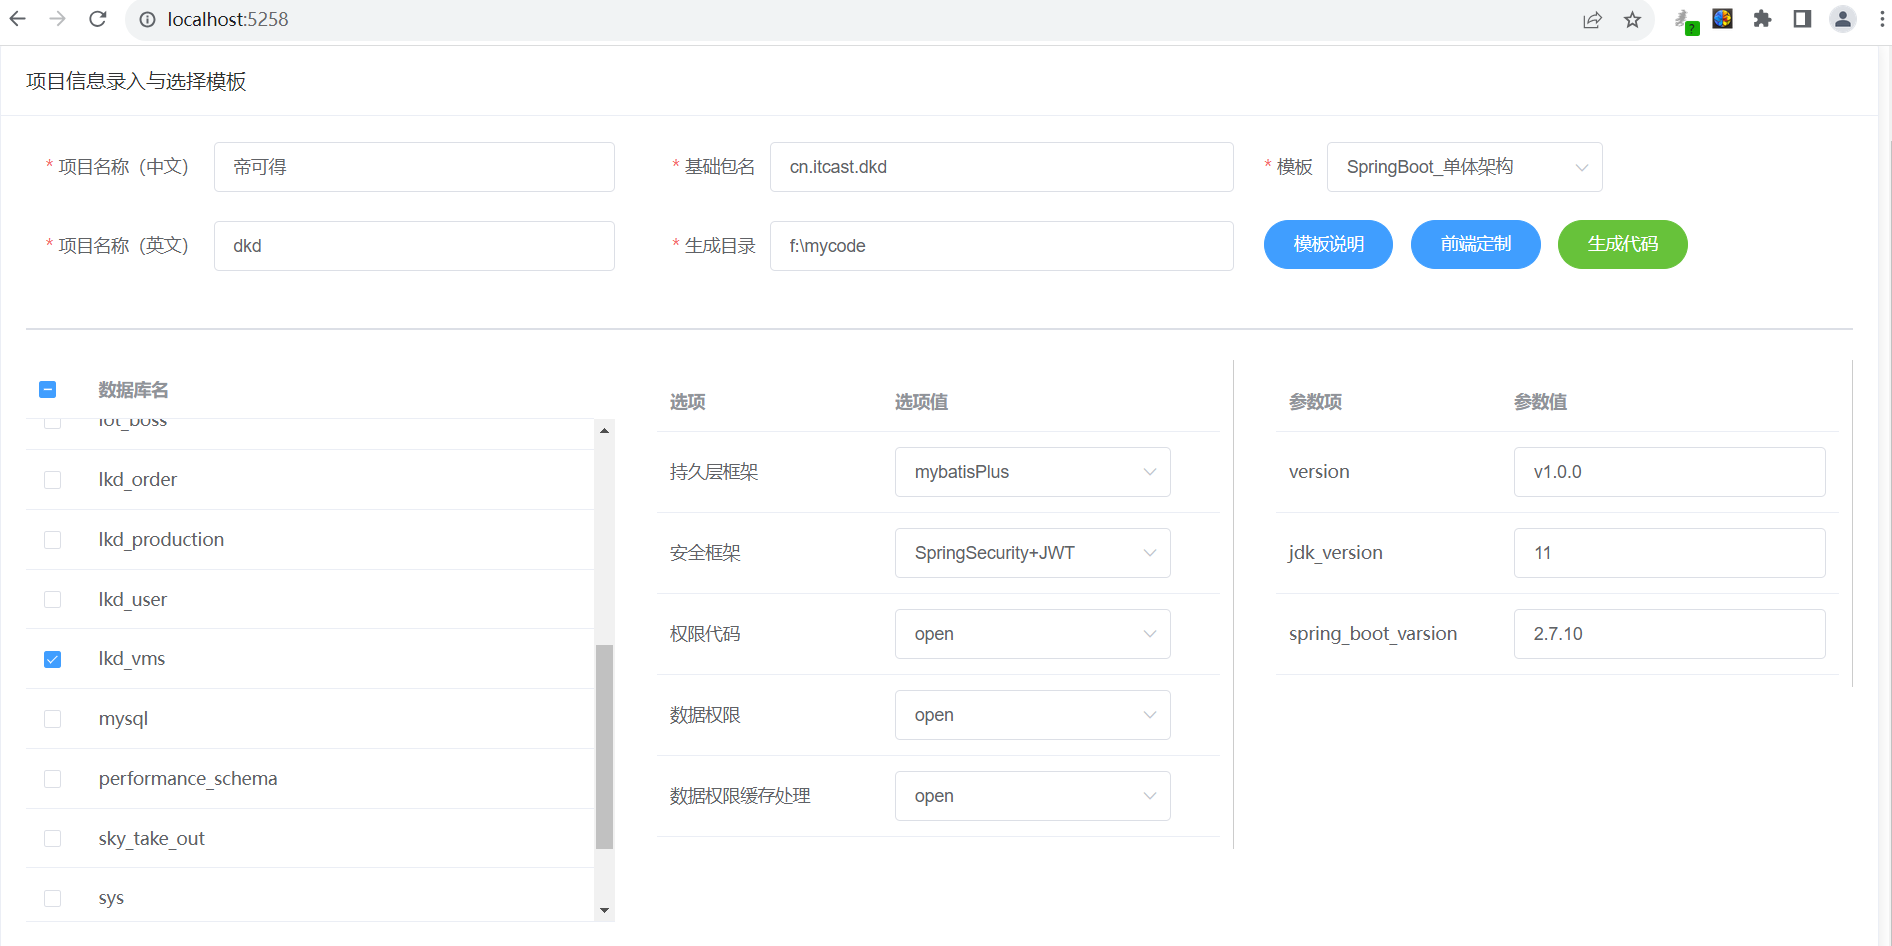 localhost:5258
项目信息录入与选择模板
* 项目名称（中文） 帝可得 * 基础包名 cn.itcast.dkd * 模板 SpringBoot_单体架构
* 项目名称（英文） dkd * 生成目录 f:\mycode 模板说明 前端定制 生成代码
数据库名
lkd_order
lkd_production
lkd_user
lkd_vms
mysql
performance_schema
sky_take_out
sys
选项 选项值
持久层框架 mybatisPlus
安全框架 SpringSecurity+JWT
权限代码 open
数据权限 open
数据权限缓存处理 open
参数项 参数值
version v1.0.0
jdk_version 11
spring_boot_varsion 2.7.10